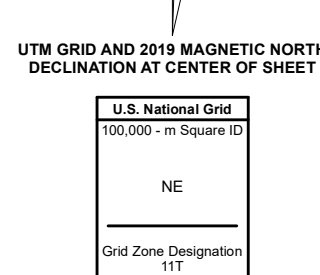 UTM GRID AND 2019 MAGNETIC NORTH
DECLINATION AT CENTER OF SHEET
U.S. National Grid
100,000 - m Square ID
NE
Grid Zone Designation
11T